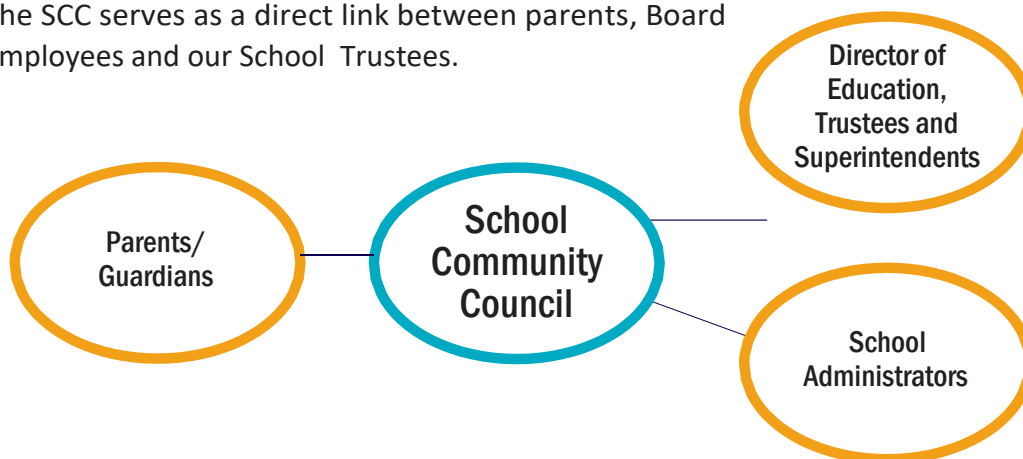 he SCC serves as a direct link between parents, Board
mployees and our School Trustees.
Director of
Education,
Trustees and
Superintendents
School
Community
Council
Parents/
Guardians
School
Administrators